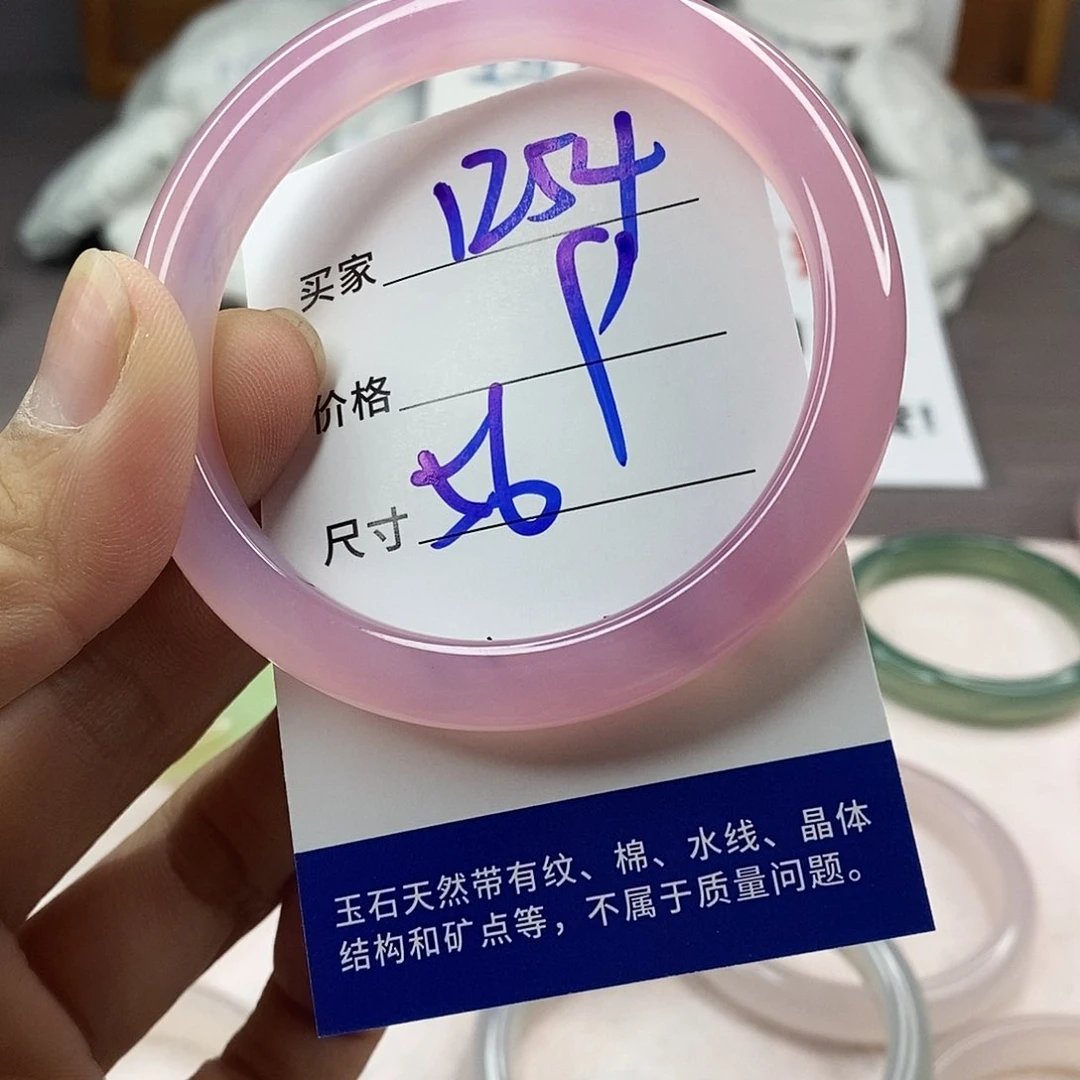 买家 1254
价格
尺寸 56
玉石天然带有纹、棉、水线、晶体
结构和矿点等，不属于质量问题。